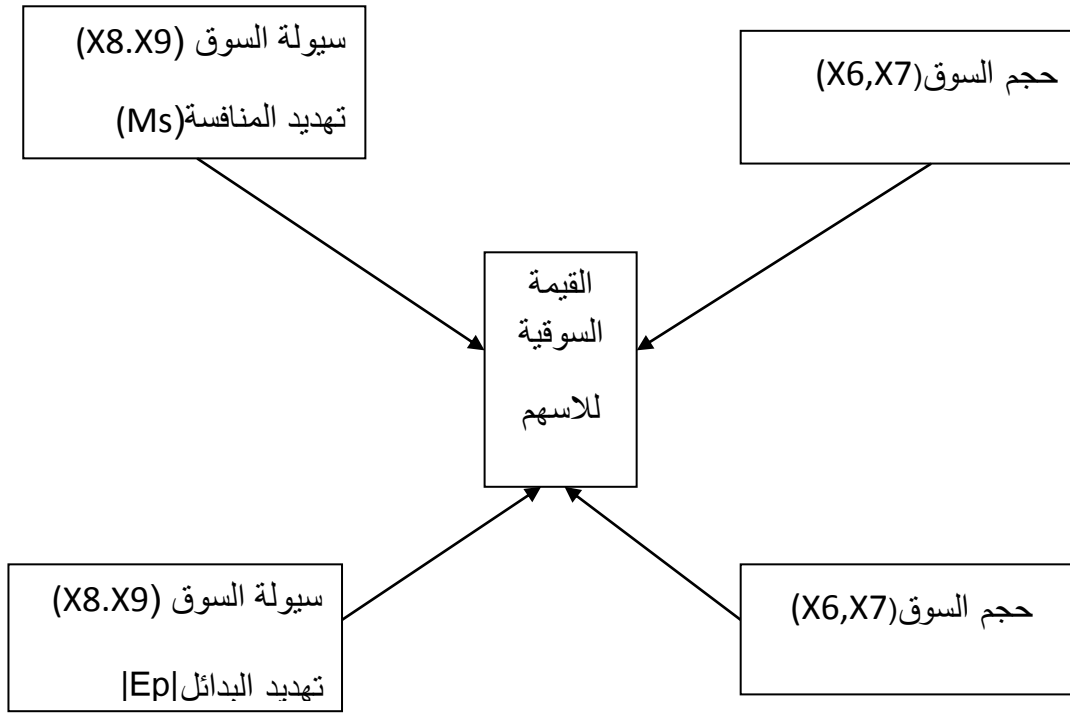 حجم السوق(X6,X7)
سيولة السوق (X8.X9)
تهديد المنافسة(Ms)
القيمة
السوقية
للاسهم
حجم السوق(X6,X7)
سيولة السوق (X8.X9)
تهديد البدائل|Ep|